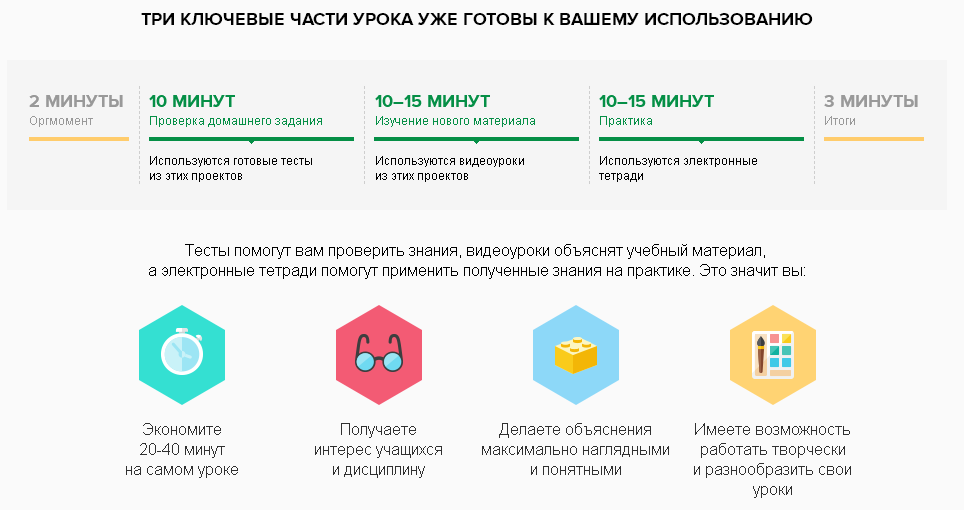 ТРИ КЛЮЧЕВЫЕ ЧАСТИ УРОКА УЖЕ ГОТОВЫ К ВАШЕМУ ИСПОЛЬЗОВАНИЮ
2 МИНУТЫ
Оргмомент
10 МИНУТ
Проверка домашнего задания
Используются готовые тесты
из этих проектов
10–15 МИНУТ
Изучение нового материала
Используются видеоуроки
из этих проектов
10–15 МИНУТ
Практика
Используются электронные
тетради
3 МИНУТЫ
Итоги
Тесты помогут вам проверить знания, видеоуроки объяснят учебный материал,
а электронные тетради помогут применить полученные знания на практике. Это значит вы:
Экономите
20-40 минут
на самом уроке
Получаете
интерес учащихся
и дисциплину
Делаете объяснения
максимально наглядными
и понятными
Имеете возможность
работать творчески
и разнообразить свои
уроки